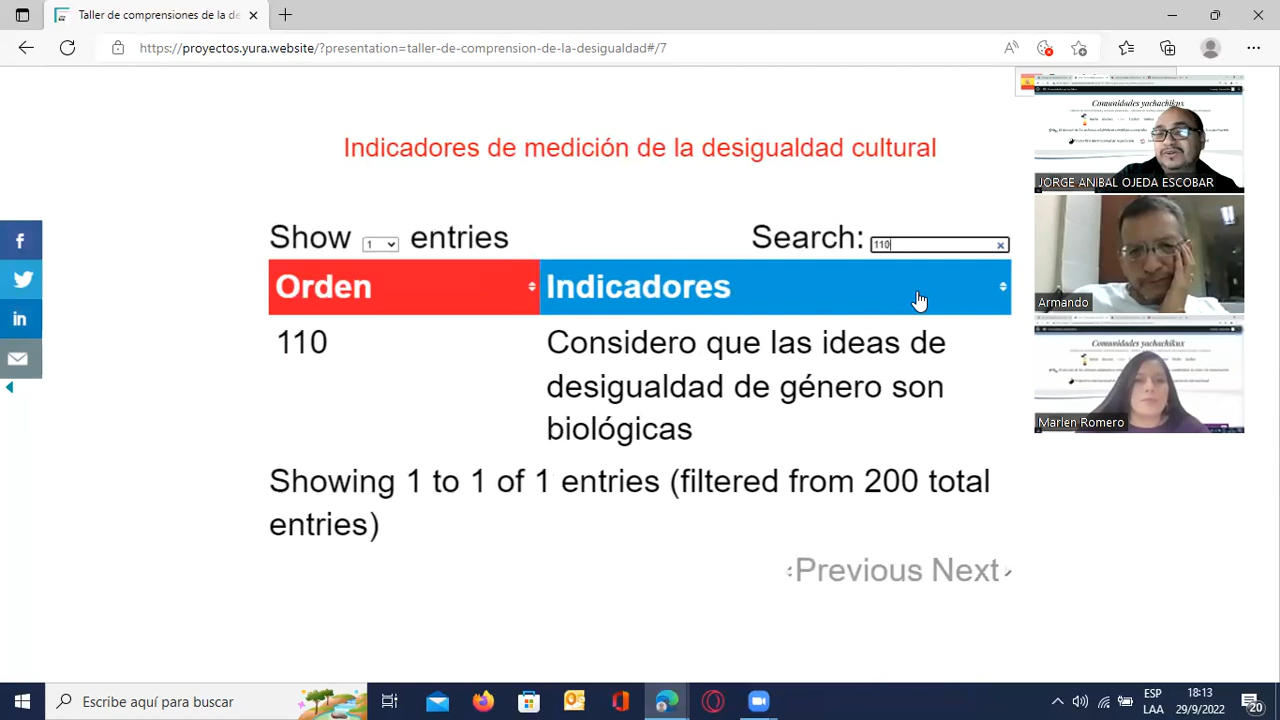 Taller de comprensiones de la de
https://proyectos.yura.website/?presentation=taller-de-comprension-de-la-desigualdad#/7
Indicadores de medición de la desigualdad cultural
Show 1 entries
Search: 110
Orden Indicadores
110 Considero que las ideas de
desigualdad de género son
biológicas
Showing 1 to 1 of 1 entries (filtered from 200 total
entries)
Previous Next
Comunidades yachachikux
JORGE ANIBAL OJEDA ESCOBAR
Armando
Comunidades yachachikux
Marlen Romero
Escribe aquí para buscar
ESP
LAA
18:13
29/9/2022
20